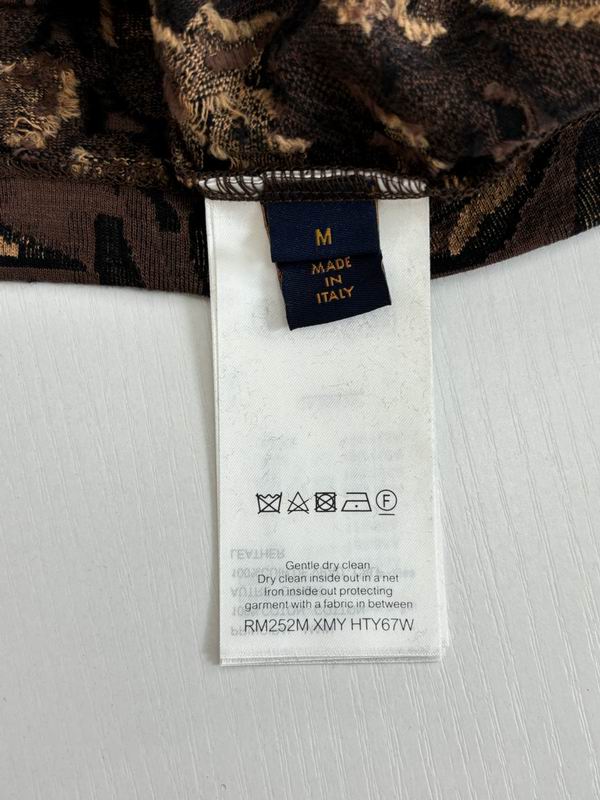 M
MADE
IN
ITALY
F
LEATHER
Gentle dry clean
Dry clean inside out in a net
Iron inside out protecting
garment with a fabric in between
RM252M XMY HTY67W